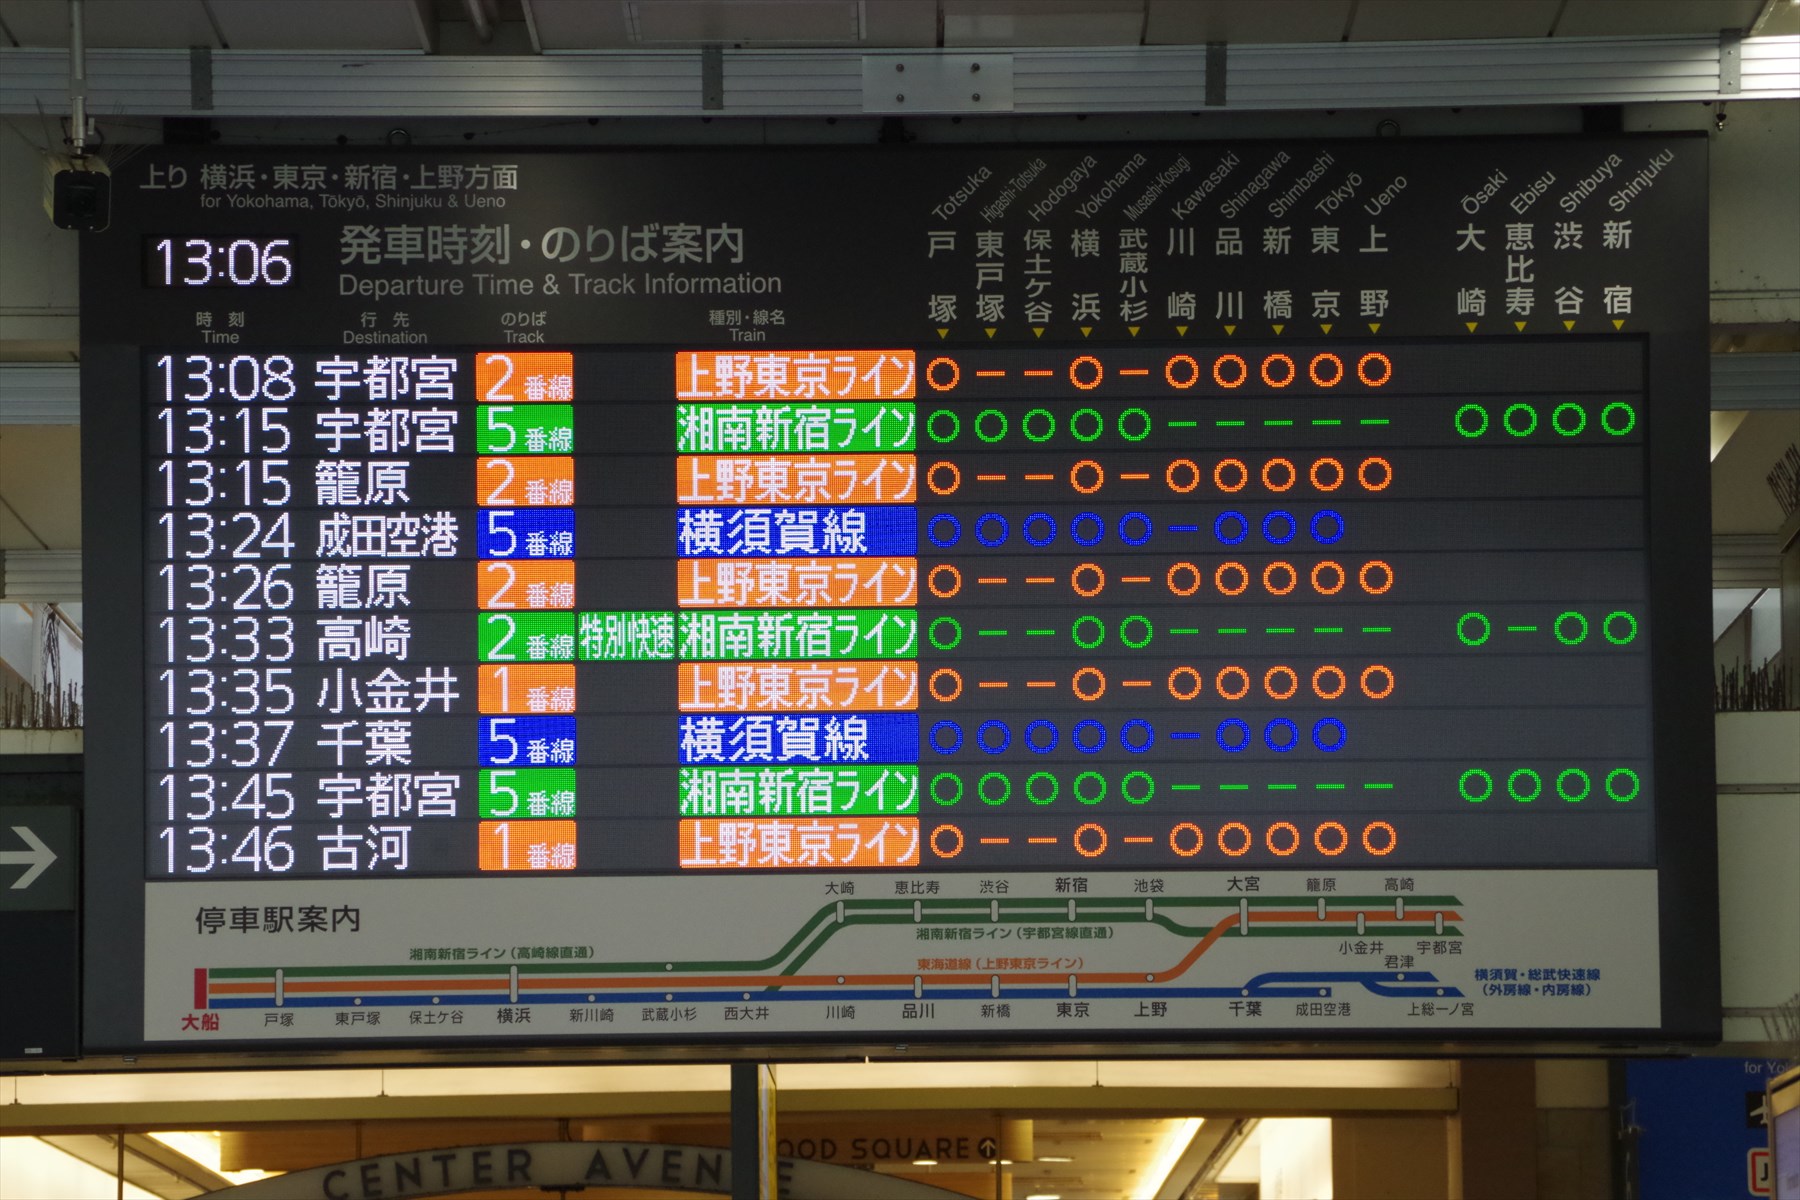 上り 横浜・東京・新宿・上野方面
for Yokohama, Tōkyō, Shinjuku & Ueno
13:06
発車時刻・のりば案内
Departure Time & Track Information
Totsuka Higashi-Totsuka Hodogaya Yokohama Musashi-Kosugi Kawasaki Shinagawa Shimbashi Tōkyō Ueno Ōsaki Ebisu Shibuya Shinjuku
戸塚 東戸塚 保土ケ谷 横浜 武蔵小杉 川崎 品川 新橋 東京 上野 大崎 恵比寿 渋谷 新宿
時刻 行先 のりば 種別・線名
Time Destination Track Train
13:08 宇都宮 2番線 上野東京ライン ○ − − ○ − ○ ○ ○ ○ ○
13:15 宇都宮 5番線 湘南新宿ライン ○ ○ ○ ○ ○ − − − − − ○ ○ ○ ○
13:15 籠原 2番線 上野東京ライン ○ − − ○ − ○ ○ ○ ○ ○
13:24 成田空港 5番線 横須賀線 ○ ○ ○ ○ ○ − ○ ○ ○
13:26 籠原 2番線 上野東京ライン ○ − − ○ − ○ ○ ○ ○ ○
13:33 高崎 2番線 特別快速 湘南新宿ライン ○ − − ○ ○ − − − − − ○ − ○ ○
13:35 小金井 1番線 上野東京ライン ○ − − ○ − ○ ○ ○ ○ ○
13:37 千葉 5番線 横須賀線 ○ ○ ○ ○ ○ − ○ ○ ○
13:45 宇都宮 5番線 湘南新宿ライン ○ ○ ○ ○ ○ − − − − − ○ ○ ○ ○
13:46 古河 1番線 上野東京ライン ○ − − ○ − ○ ○ ○ ○ ○
停車駅案内
大崎 恵比寿 渋谷 新宿 池袋 大宮 籠原 高崎
湘南新宿ライン(宇都宮線直通)
小金井 宇都宮
湘南新宿ライン(高崎線直通)
東海道線(上野東京ライン)
君津
横須賀・総武快速線
(外房線・内房線)
大船 戸塚 東戸塚 保土ケ谷 横浜 新川崎 武蔵小杉 西大井 川崎 品川 新橋 東京 上野 千葉 成田空港 上総一ノ宮
CENTER AVEN E
OOD SQUARE
for Yo
J